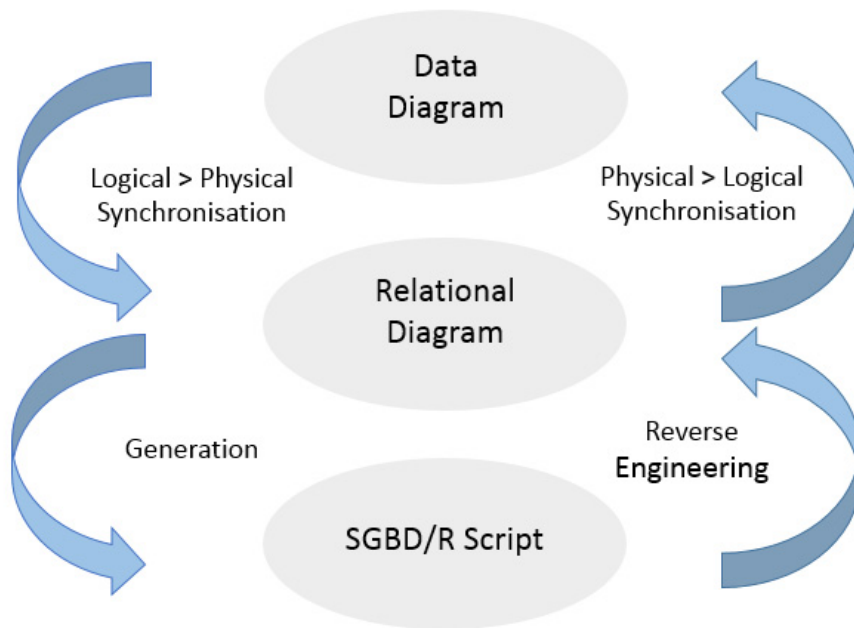 Data
Diagram
Logical > Physical
Synchronisation
Physical > Logical
Synchronisation
Relational
Diagram
Generation
Reverse
Engineering
SGBD/R Script